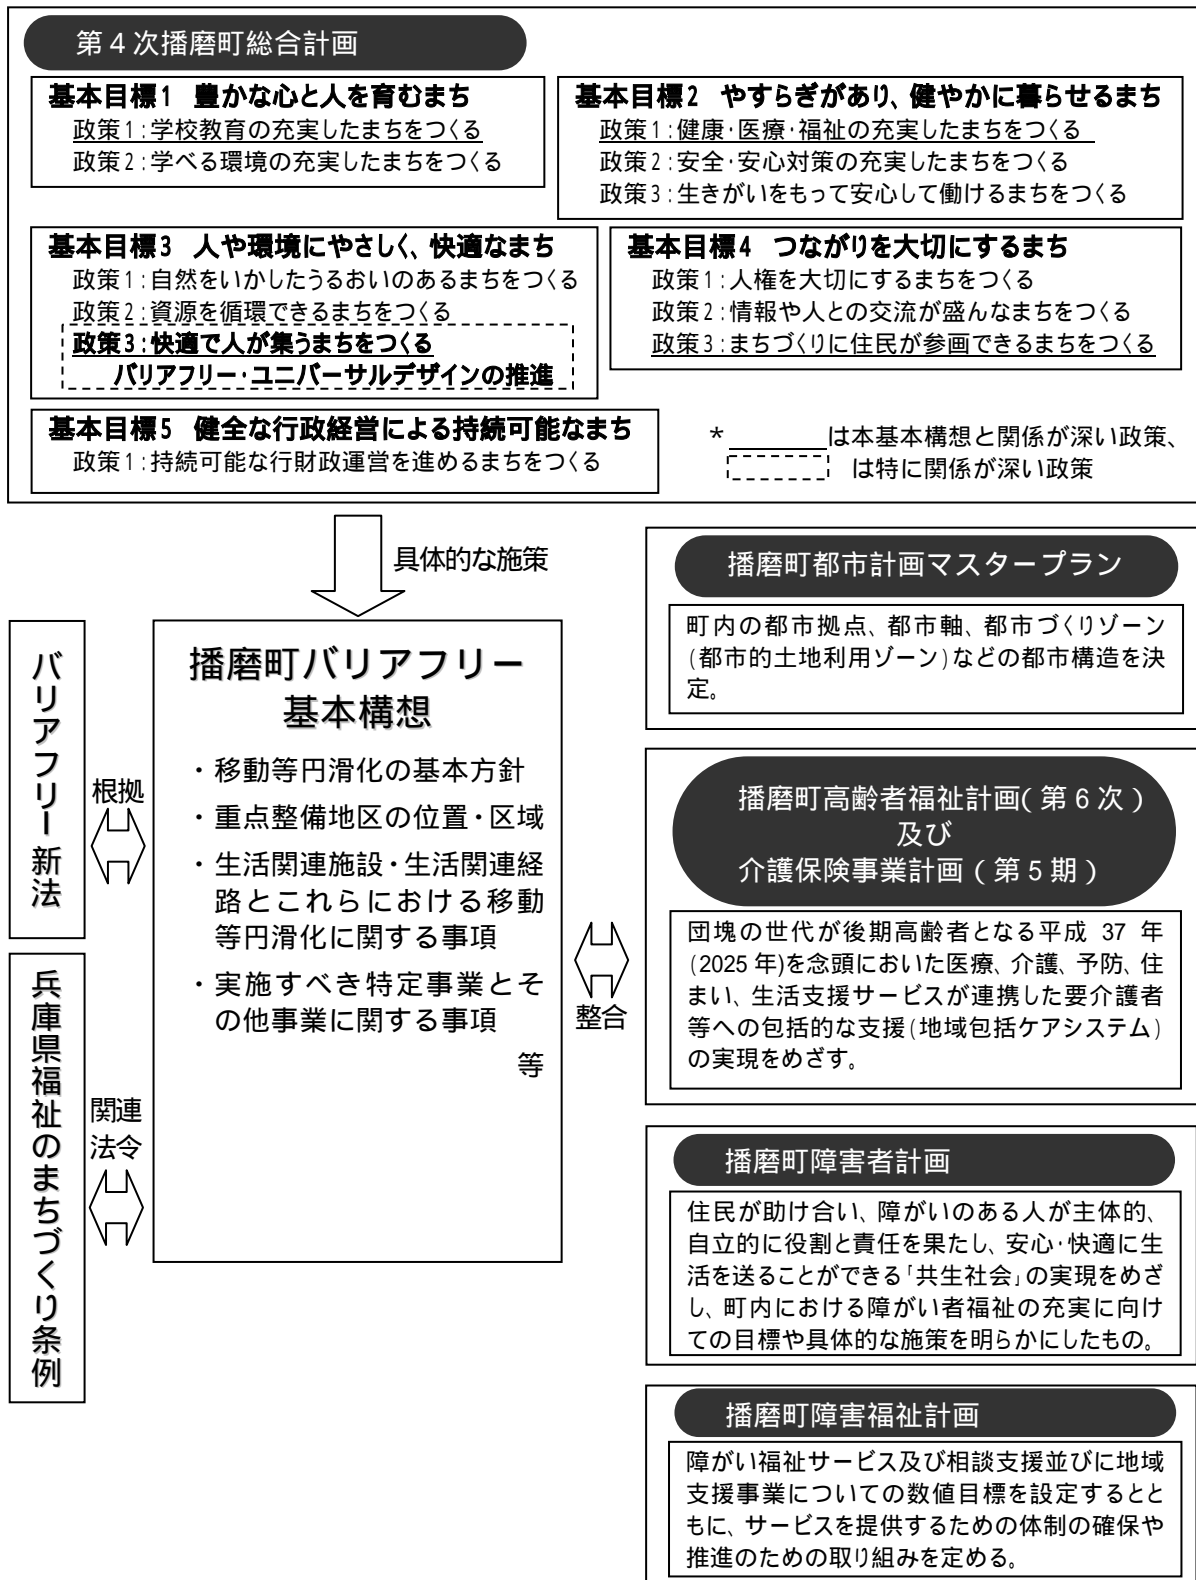 第4次播磨町総合計画
基本目標1 豊かな心と人を育むまち
政策1:学校教育の充実したまちをつくる
政策2:学べる環境の充実したまちをつくる
基本目標2 やすらぎがあり、健やかに暮らせるまち
政策1:健康・医療・福祉の充実したまちをつくる
政策2:安全・安心対策の充実したまちをつくる
政策3:生きがいをもって安心して働けるまちをつくる
基本目標3 人や環境にやさしく、快適なまち
政策1:自然をいかしたうるおいのあるまちをつくる
政策2:資源を循環できるまちをつくる
政策3:快適で人が集うまちをつくる
バリアフリー・ユニバーサルデザインの推進
基本目標4 つながりを大切にするまち
政策1:人権を大切にするまちをつくる
政策2:情報や人との交流が盛んなまちをつくる
政策3:まちづくりに住民が参画できるまちをつくる
基本目標5 健全な行政経営による持続可能なまち
政策1:持続可能な行財政運営を進めるまちをつくる
*______は本基本構想と関係が深い政策、
は特に関係が深い政策
具体的な施策
バリアフリー新法
根拠
兵庫県福祉のまちづくり条例
関連
法令
播磨町バリアフリー
基本構想
・移動等円滑化の基本方針
・重点整備地区の位置・区域
・生活関連施設・生活関連経
路とこれらにおける移動
等円滑化に関する事項
・実施すべき特定事業とそ
の他事業に関する事項
等
整合
播磨町都市計画マスタープラン
町内の都市拠点、都市軸、都市づくりゾーン
(都市的土地利用ゾーン)などの都市構造を決
定。
播磨町高齢者福祉計画(第6次)
及び
介護保険事業計画(第5期)
団塊の世代が後期高齢者となる平成 37 年
(2025 年)を念頭においた医療、介護、予防、住
まい、生活支援サービスが連携した要介護者
等への包括的な支援(地域包括ケアシステム)
の実現をめざす。
播磨町障害者計画
住民が助け合い、障がいのある人が主体的、
自立的に役割と責任を果たし、安心・快適に生
活を送ることができる「共生社会」の実現をめざ
し、町内における障がい者福祉の充実に向け
ての目標や具体的な施策を明らかにしたもの。
播磨町障害福祉計画
障がい福祉サービス及び相談支援並びに地域
支援事業についての数値目標を設定するとと
もに、サービスを提供するための体制の確保や
推進のための取り組みを定める。